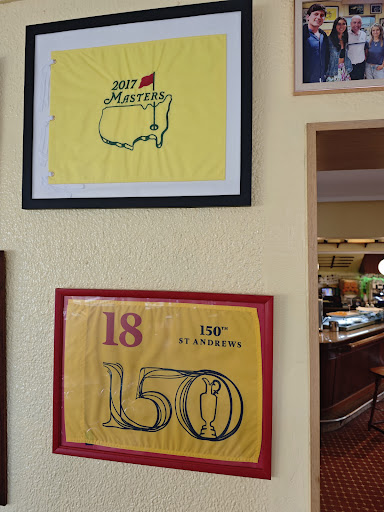 2017
MASTERS
18
150TH
ST ANDREWS
150